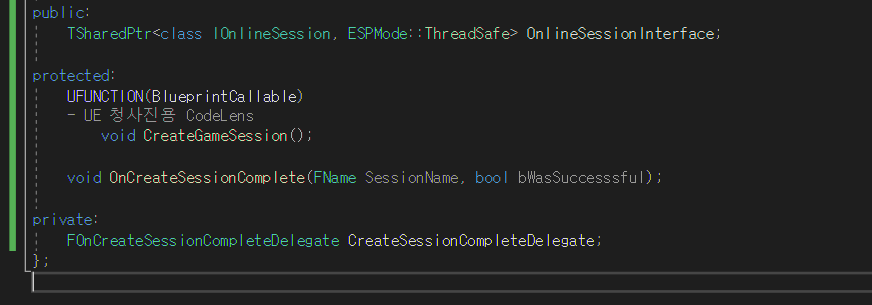 public:
TSharedPtr<class IOnlineSession, ESPMode::ThreadSafe> OnlineSessionInterface;
protected:
UFUNCTION(BlueprintCallable)
- UE 청사진용 CodeLens
void CreateGameSession();
void OnCreateSessionComplete(FName SessionName, bool bWasSuccesssful);
private:
FOnCreateSessionCompleteDelegate CreateSessionCompleteDelegate;
};